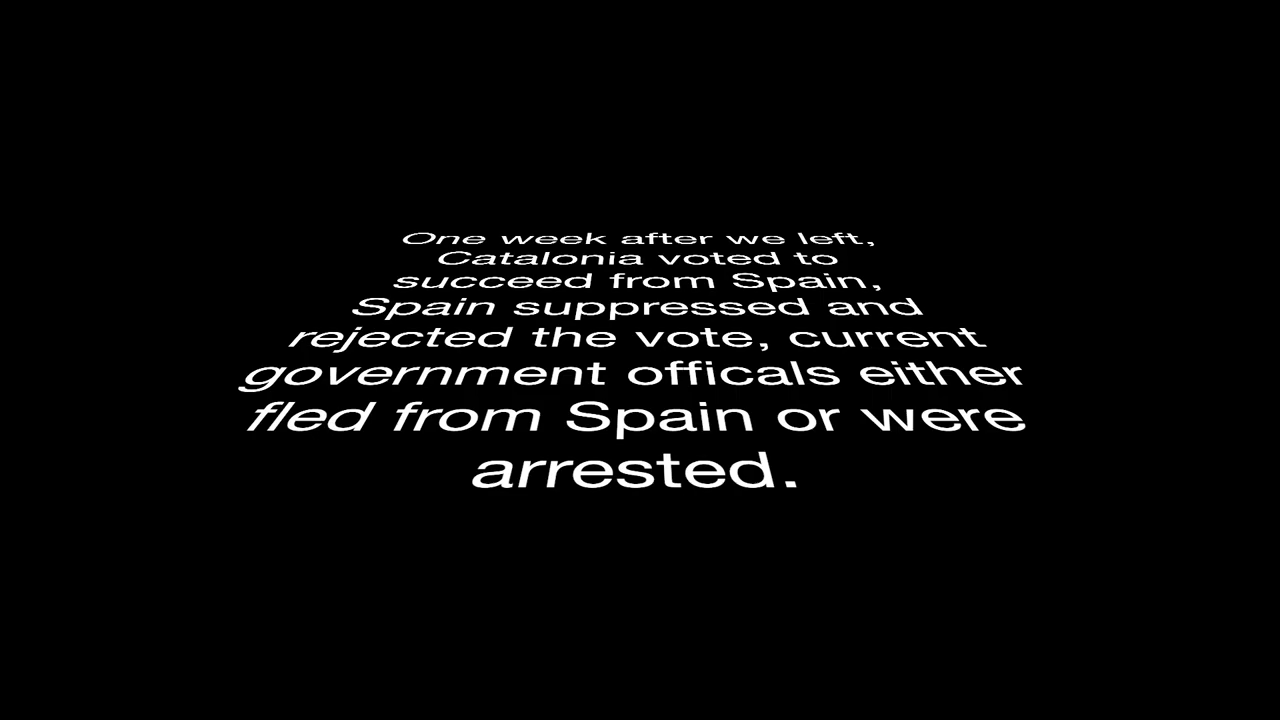 One week after we left,
Catalonia voted to
succeed from Spain,
Spain suppressed and
rejected the vote, current
government officals either
fled from Spain or were
arrested.